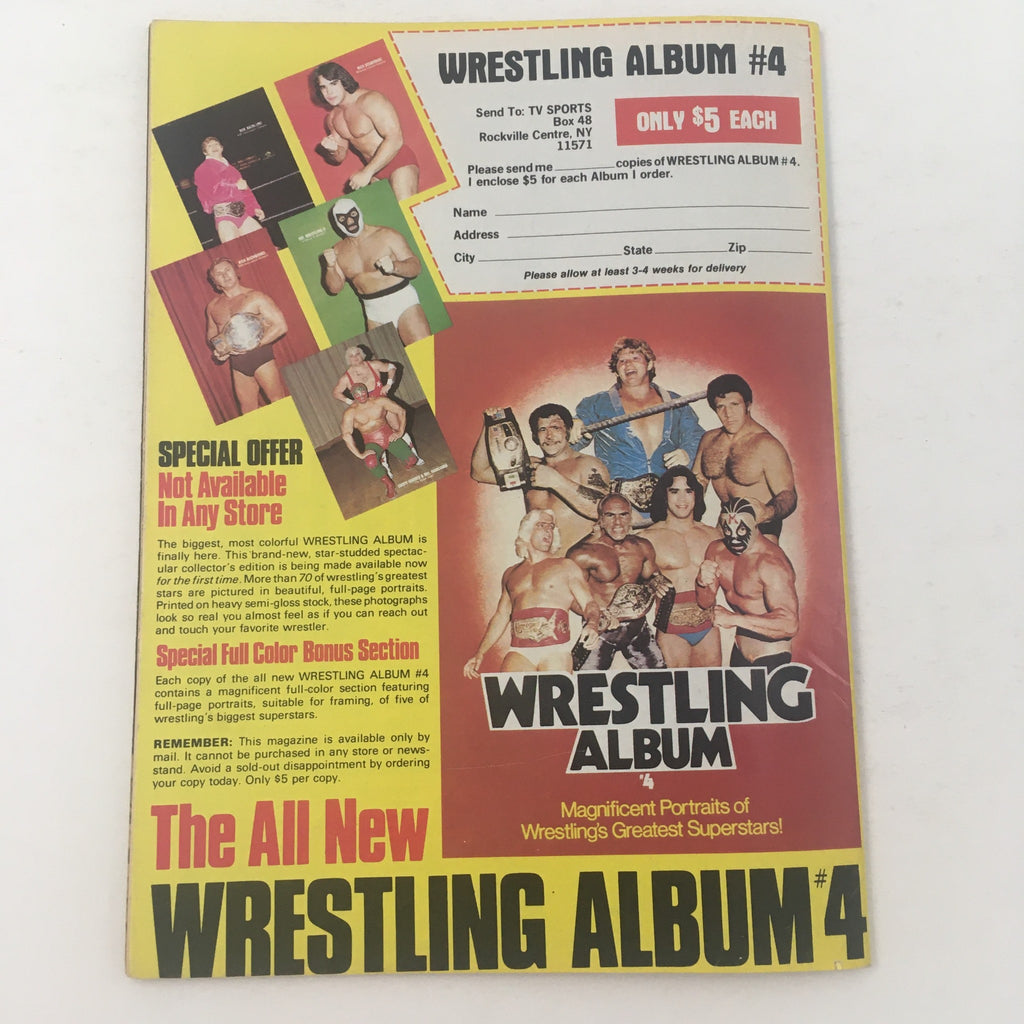 WRESTLING ALBUM #4
Send To: TV SPORTS
Box 48
Rockville Centre, NY
11571
ONLY $5 EACH
Please send me ________ copies of WRESTLING ALBUM #4.
I enclose $5 for each Album I order.
Name
Address
City State Zip
Please allow at least 3-4 weeks for delivery
SPECIAL OFFER
Not Available
In Any Store
The biggest, most colorful WRESTLING ALBUM is
finally here. This brand-new, star-studded spectac-
ular collector's edition is being made available now
for the first time. More than 70 of wrestling's greatest
stars are pictured in beautiful, full-page portraits.
Printed on heavy semi-gloss stock, these photographs
look so real you almost feel as if you can reach out
and touch your favorite wrestler.
Special Full Color Bonus Section
Each copy of the all new WRESTLING ALBUM #4
contains a magnificent full-color section featuring
full-page portraits, suitable for framing, of five of
wrestling's biggest superstars.
REMEMBER: This magazine is available only by
mail. It cannot be purchased in any store or news-
stand. Avoid a sold-out disappointment by ordering
your copy today. Only $5 per copy.
WRESTLING
ALBUM
#4
Magnificent Portraits of
Wrestling's Greatest Superstars!
The All New
WRESTLING ALBUM #4